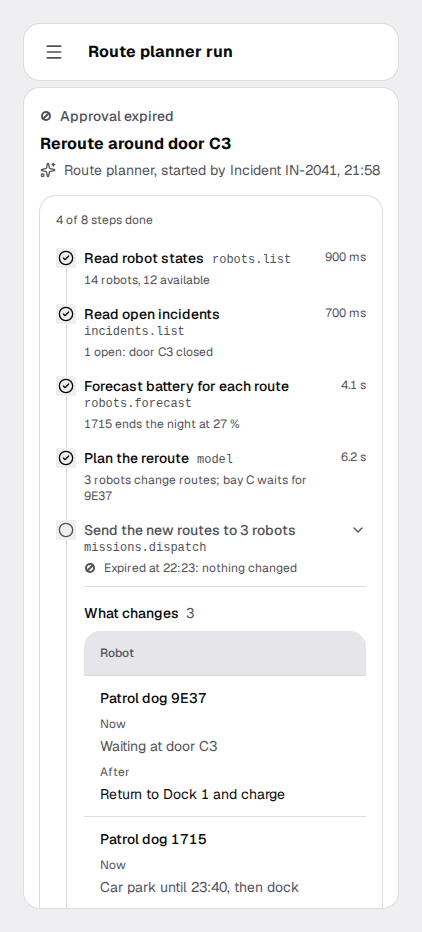 Route planner run
Approval expired
Reroute around door C3
Route planner, started by Incident IN-2041, 21:58
4 of 8 steps done
Read robot states robots.list 900 ms
14 robots, 12 available
Read open incidents 700 ms
incidents.list
1 open: door C3 closed
Forecast battery for each route 4.1 s
robots.forecast
1715 ends the night at 27 %
Plan the reroute model 6.2 s
3 robots change routes; bay C waits for
9E37
Send the new routes to 3 robots
missions.dispatch
Expired at 22:23: nothing changed
What changes 3
Robot
Patrol dog 9E37
Now
Waiting at door C3
After
Return to Dock 1 and charge
Patrol dog 1715
Now
Car park until 23:40, then dock